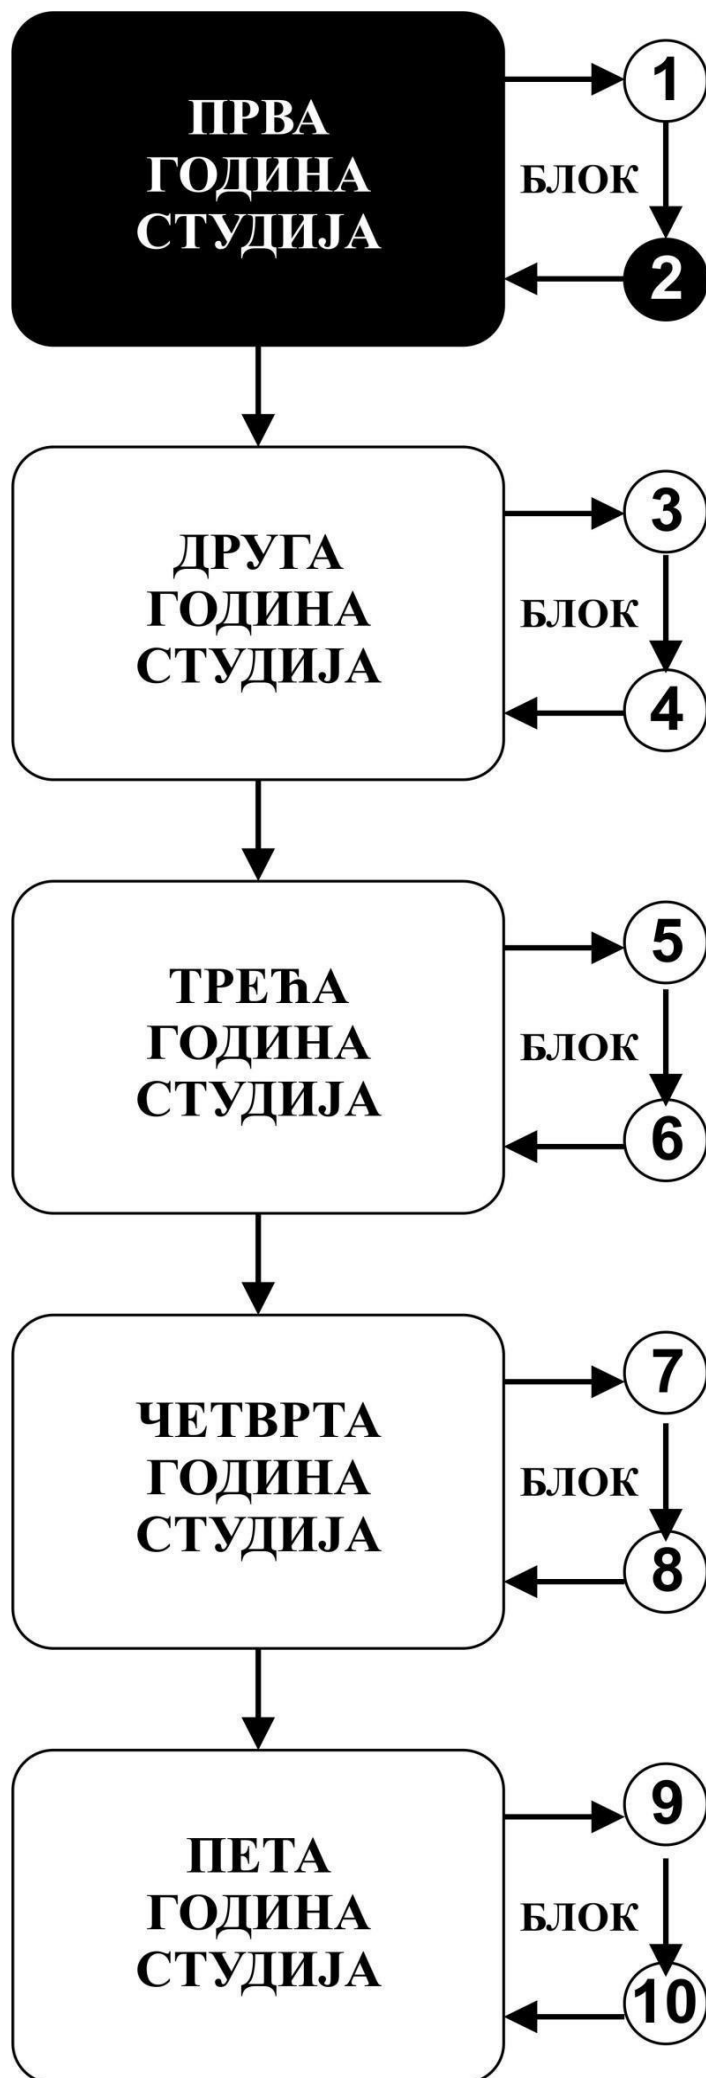 ПРВА
ГОДИНА
СТУДИЈА
1
БЛОК
2
ДРУГА
ГОДИНА
СТУДИЈА
3
БЛОК
4
ТРЕЋА
ГОДИНА
СТУДИЈА
5
БЛОК
6
ЧЕТВРТА
ГОДИНА
СТУДИЈА
7
БЛОК
8
ПЕТА
ГОДИНА
СТУДИЈА
9
БЛОК
10